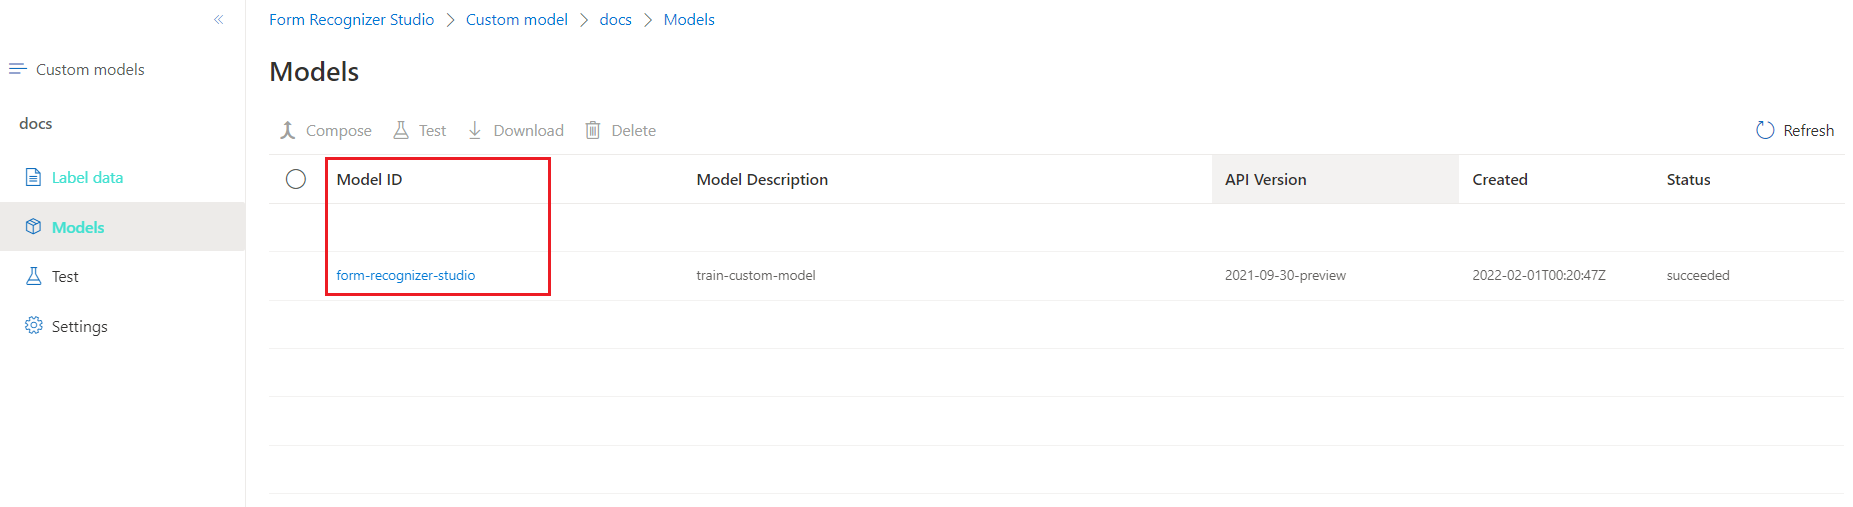 Form Recognizer Studio > Custom model > docs > Models
Custom models
Models
docs
Compose Test Download Delete Refresh
Label data
Models
Test
Settings
Model ID Model Description API Version Created Status
form-recognizer-studio train-custom-model 2021-09-30-preview 2022-02-01T00:20:47Z succeeded